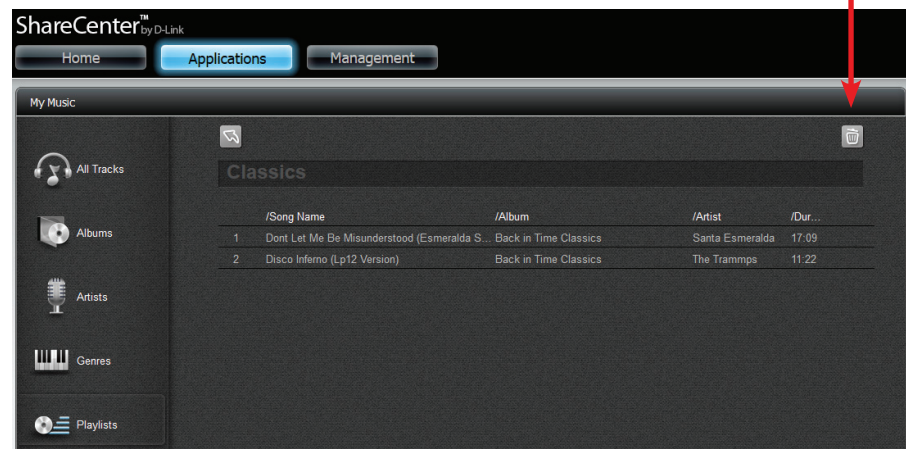 ShareCenter™ by D-Link
Home Applications Management
My Music
All Tracks
Albums
Artists
Genres
Playlists
Classics
/Song Name /Album /Artist /Dur...
1 Dont Let Me Be Misunderstood (Esmeralda S... Back in Time Classics Santa Esmeralda 17:09
2 Disco Inferno (Lp12 Version) Back in Time Classics The Trammps 11:22